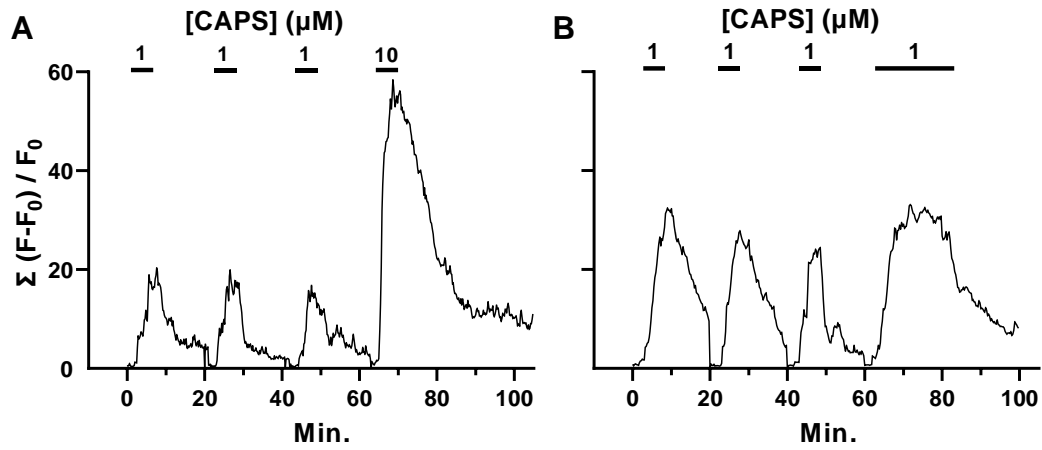 A
[CAPS] (μM)
1 1 1 10
60
40
20
0
Σ (F-F0) / F0
0 20 40 60 80 100
Min.
B
[CAPS] (μM)
1 1 1 1
0 20 40 60 80 100
Min.